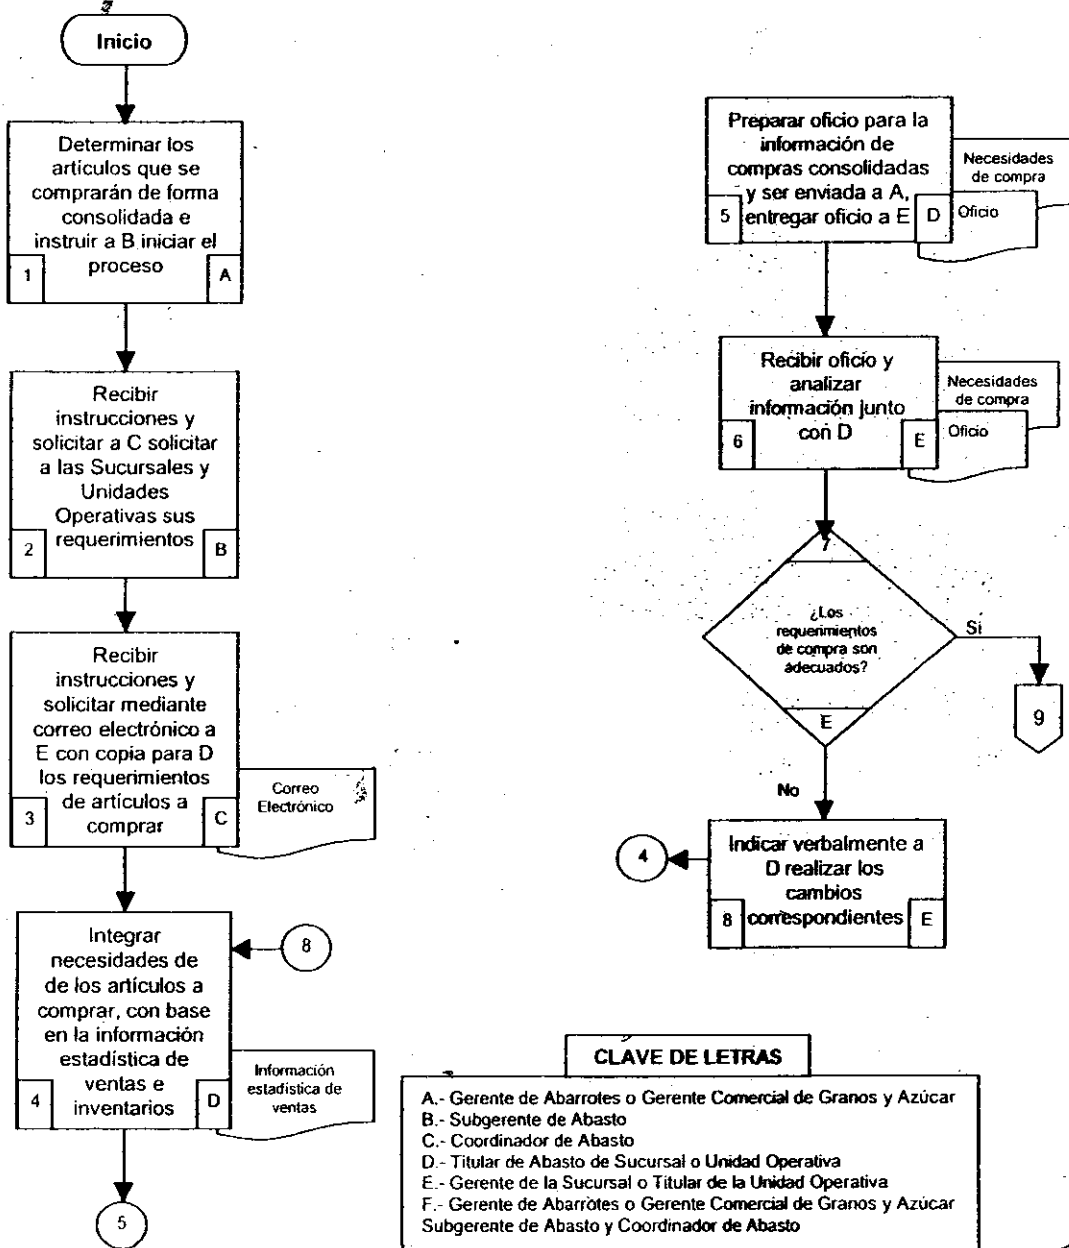 Inicio
Determinar los
artículos que se
comprarán de forma
consolidada e
instruir a B iniciar el
proceso
1
A
Recibir
instrucciones y
solicitar a C solicitar
a las Sucursales y
Unidades
Operativas sus
requerimientos
2
B
Recibir
instrucciones y
solicitar mediante
correo electrónico a
E con copia para D
los requerimientos
de artículos a
comprar
3
C
Correo
Electrónico
Integrar
necesidades de
de los artículos a
comprar, con base
en la información
estadística de
ventas e
inventarios
4
D
8
Información
estadística de
ventas
5
Preparar oficio para la
información de
compras consolidadas
y ser enviada a A,
entregar oficio a E
5
D
Necesidades
de compra
Oficio
Recibir oficio y
analizar
información junto
con D
6
E
Necesidades
de compra
Oficio
7
¿Los
requerimientos
de compra son
adecuados?
E
Sí
9
No
Indicar verbalmente a
D realizar los
cambios
correspondientes
8
E
4
CLAVE DE LETRAS
A.- Gerente de Abarrotes o Gerente Comercial de Granos y Azúcar
B.- Subgerente de Abasto
C.- Coordinador de Abasto
D.- Titular de Abasto de Sucursal o Unidad Operativa
E.- Gerente de la Sucursal o Titular de la Unidad Operativa
F.- Gerente de Abarrotes o Gerente Comercial de Granos y Azúcar
Subgerente de Abasto y Coordinador de Abasto